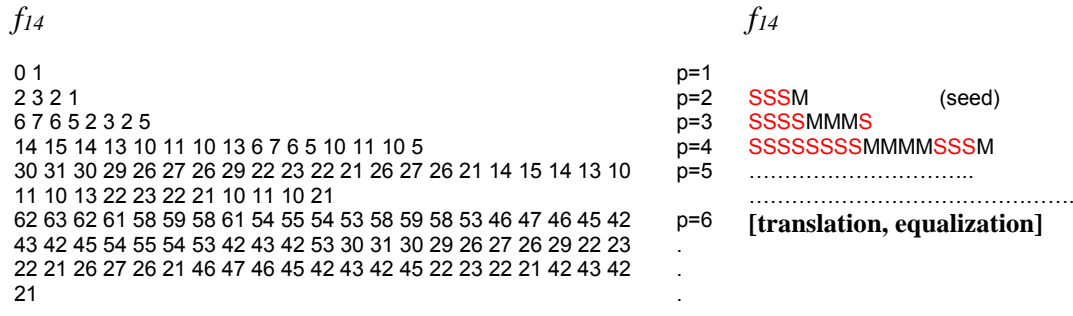 f14 f14
0 1 p=1
2 3 2 1 p=2 SSSM (seed)
6 7 6 5 2 3 2 5 p=3 SSSSMMMS
14 15 14 13 10 11 10 13 6 7 6 5 10 11 10 5 p=4 SSSSSSSSMMMMSSSM
30 31 30 29 26 27 26 29 22 23 22 21 26 27 26 21 14 15 14 13 10 p=5 …………………………..
11 10 13 22 23 22 21 10 11 10 21 ……………………………………
62 63 62 61 58 59 58 61 54 55 54 53 58 59 58 53 46 47 46 45 42 p=6 [translation, equalization]
43 42 45 54 55 54 53 42 43 42 53 30 31 30 29 26 27 26 29 22 23 .
22 21 26 27 26 21 46 47 46 45 42 43 42 45 22 23 22 21 42 43 42 .
21 .